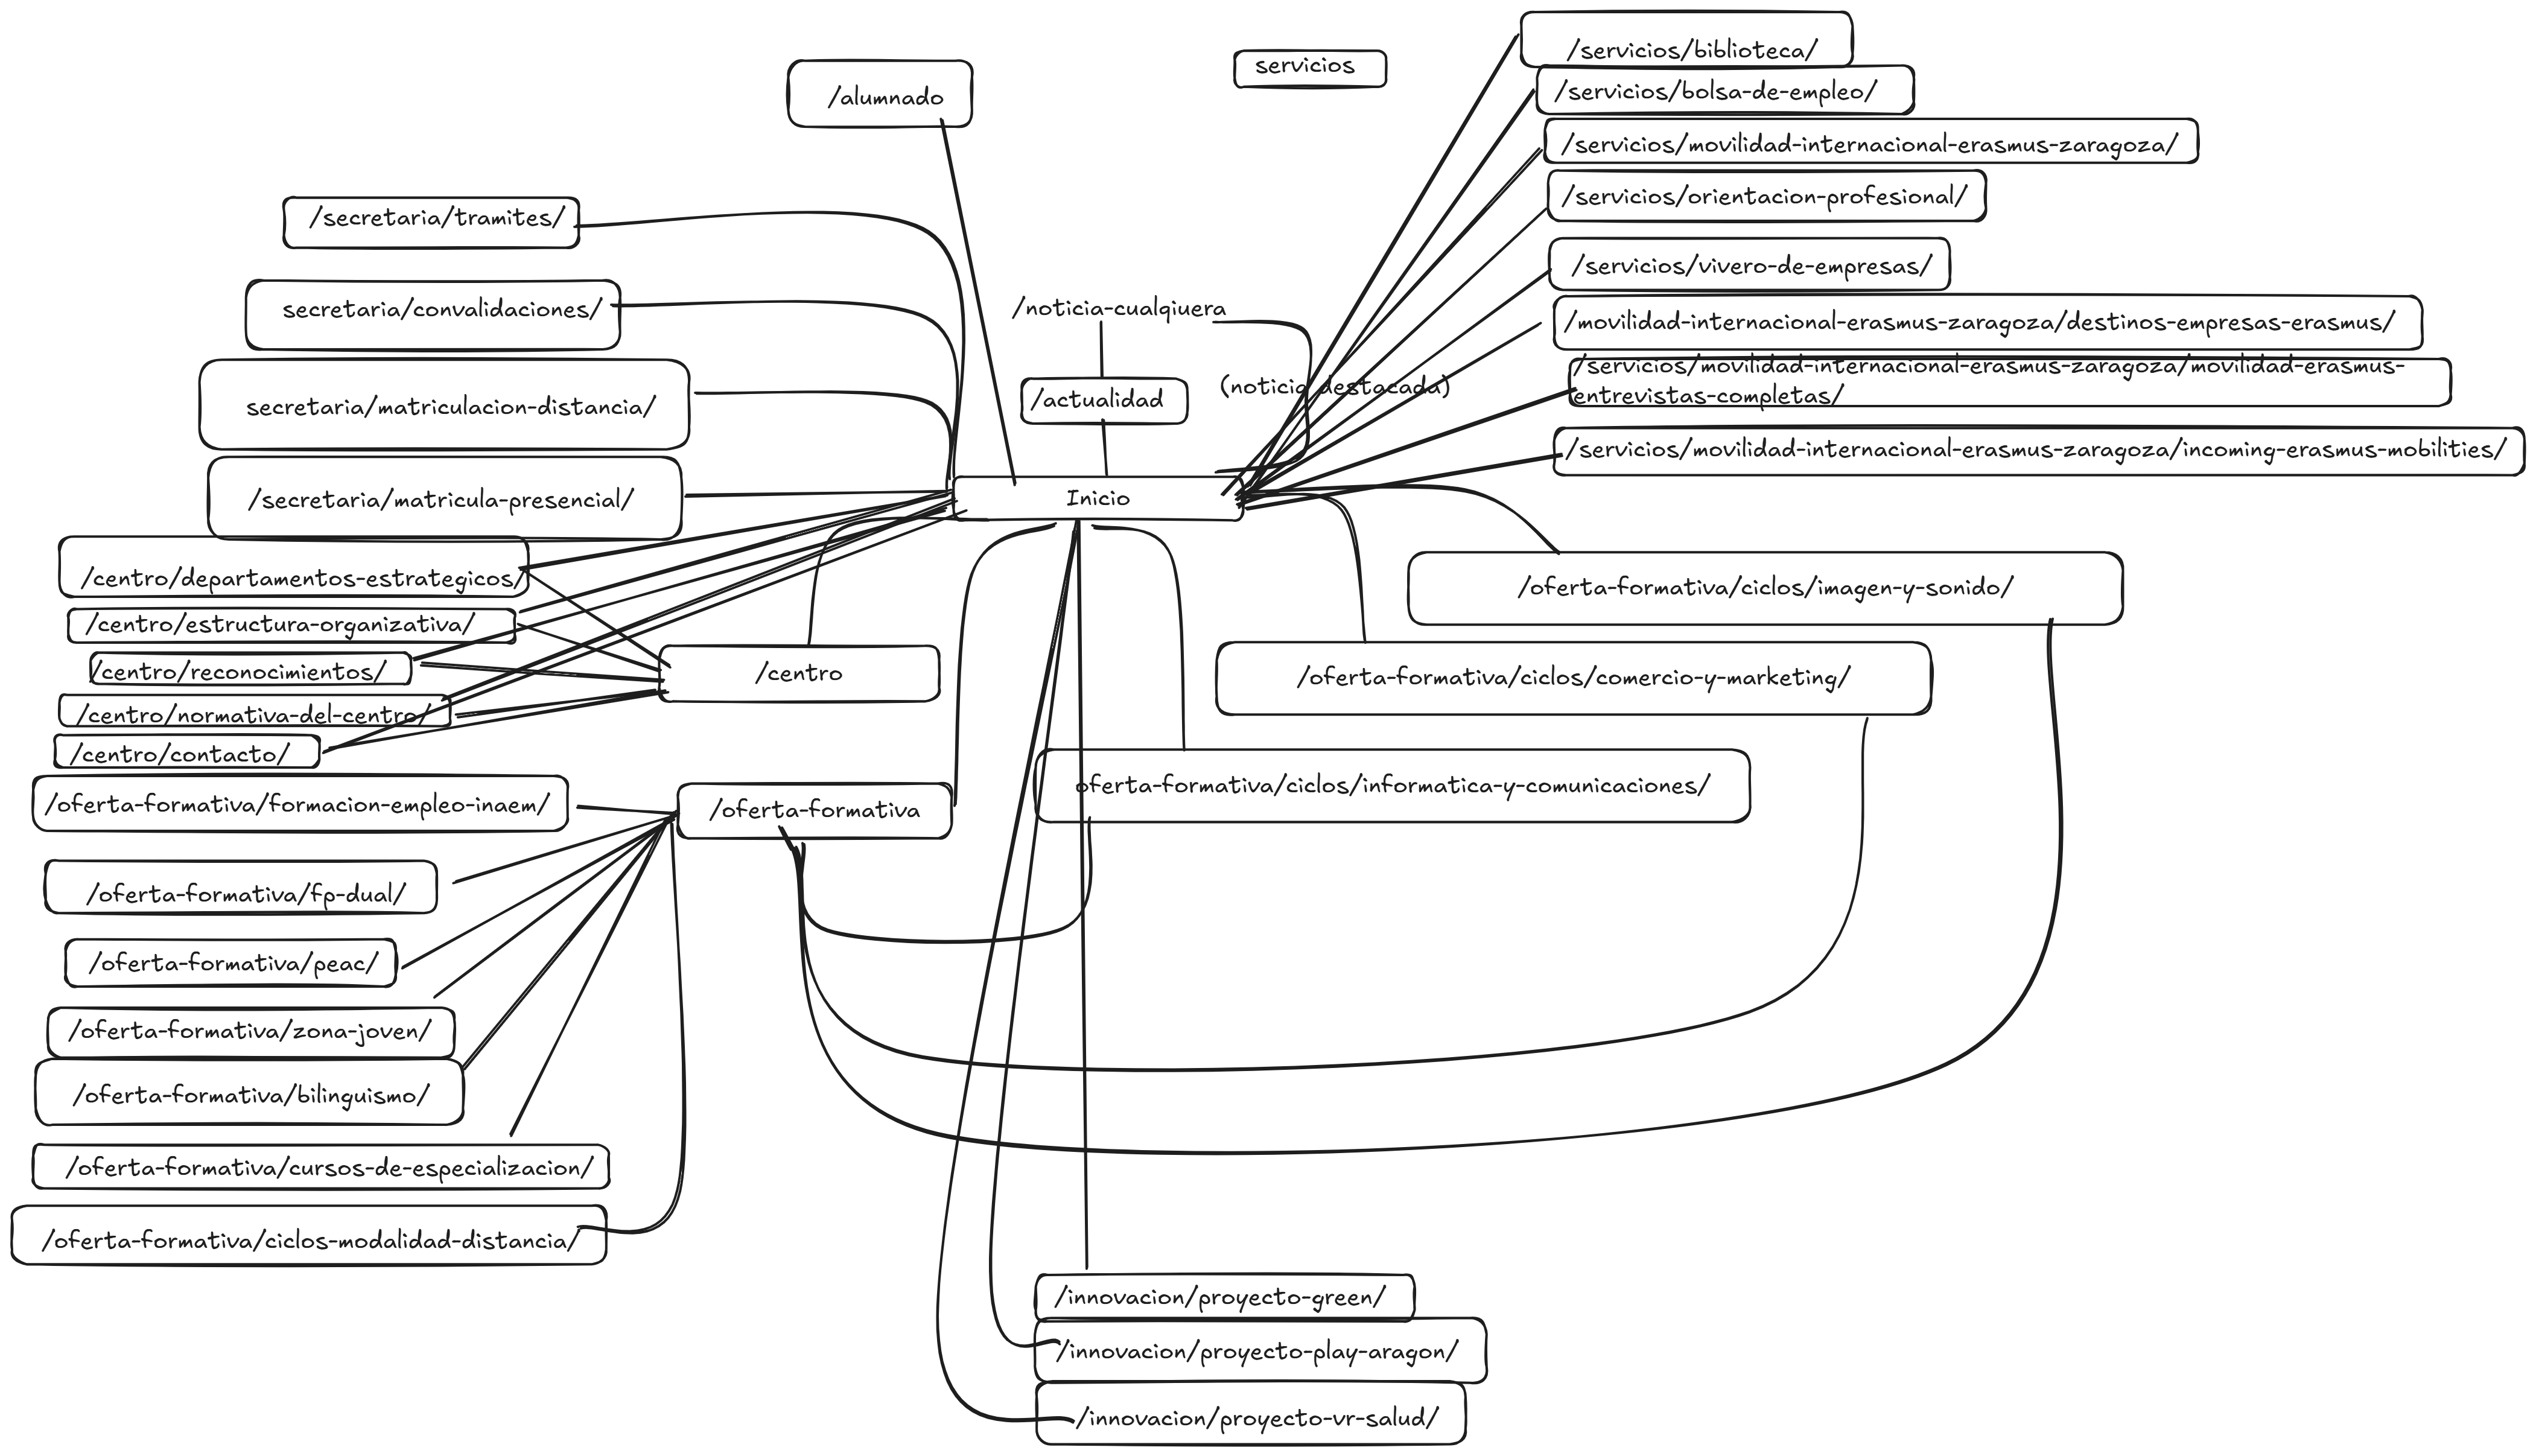 /servicios/biblioteca/
servicios
/alumnado
/servicios/bolsa-de-empleo/
/servicios/movilidad-internacional-erasmus-zaragoza/
/servicios/orientacion-profesional/
/secretaria/tramites/
/servicios/vivero-de-empresas/
secretaria/convalidaciones/
/noticia-cualqiuera
/movilidad-internacional-erasmus-zaragoza/destinos-empresas-erasmus/
/servicios/movilidad-internacional-erasmus-zaragoza/movilidad-erasmus-
entrevistas-completas/
(noticia destacada)
/actualidad
secretaria/matriculacion-distancia/
/servicios/movilidad-internacional-erasmus-zaragoza/incoming-erasmus-mobilities/
/secretaria/matricula-presencial/
Inicio
/centro/departamentos-estrategicos/
/oferta-formativa/ciclos/imagen-y-sonido/
/centro/estructura-organizativa/
/centro/reconocimientos/
/centro
/oferta-formativa/ciclos/comercio-y-marketing/
/centro/normativa-del-centro/
/centro/contacto/
oferta-formativa/ciclos/informatica-y-comunicaciones/
/oferta-formativa/formacion-empleo-inaem/
/oferta-formativa
/oferta-formativa/fp-dual/
/oferta-formativa/peac/
/oferta-formativa/zona-joven/
/oferta-formativa/bilinguismo/
/oferta-formativa/cursos-de-especializacion/
/oferta-formativa/ciclos-modalidad-distancia/
/innovacion/proyecto-green/
/innovacion/proyecto-play-aragon/
/innovacion/proyecto-vr-salud/